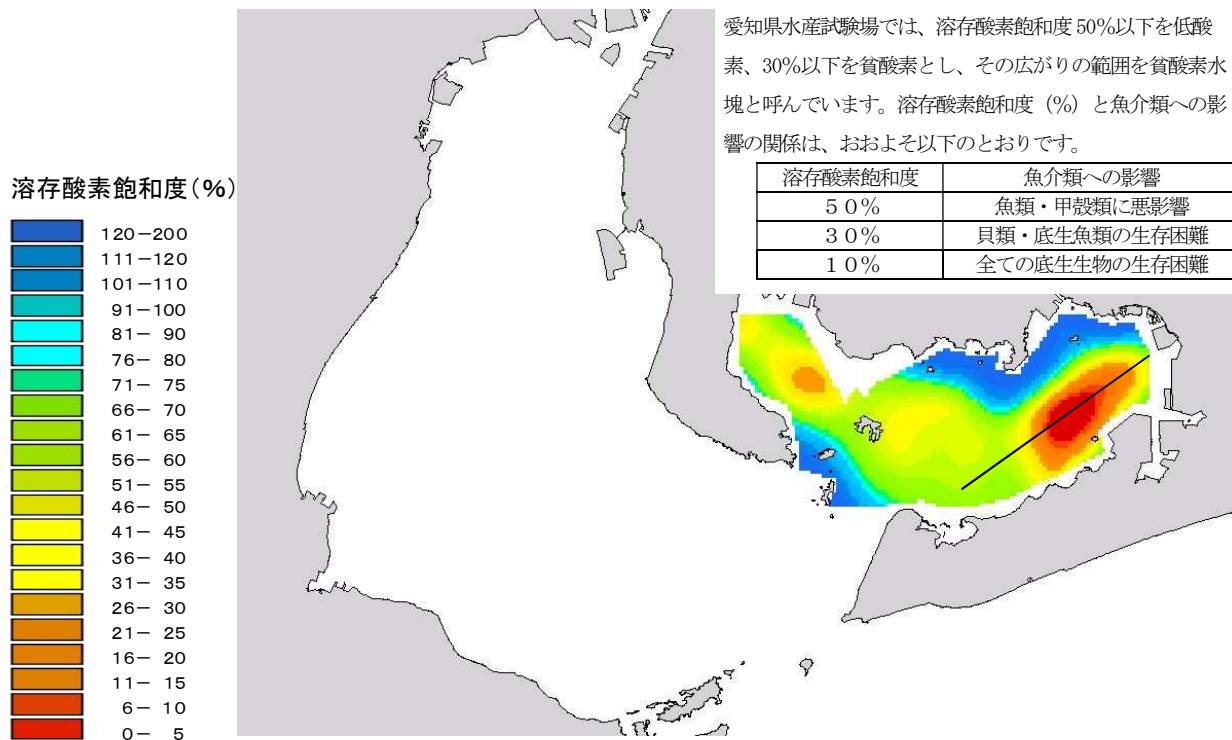 愛知県水産試験場では、溶存酸素飽和度 50%以下を低酸
素、30%以下を貧酸素とし、その広がりの範囲を貧酸素水
塊と呼んでいます。溶存酸素飽和度（%）と魚介類への影
響の関係は、おおよそ以下のとおりです。
溶存酸素飽和度 魚介類への影響
５０% 魚類・甲殻類に悪影響
３０% 貝類・底生魚類の生存困難
１０% 全ての底生生物の生存困難
溶存酸素飽和度(%)
120－200
111－120
101－110
91－100
81－ 90
76－ 80
71－ 75
66－ 70
61－ 65
56－ 60
51－ 55
46－ 50
41－ 45
36－ 40
31－ 35
26－ 30
21－ 25
16－ 20
11－ 15
6－ 10
0－ 5